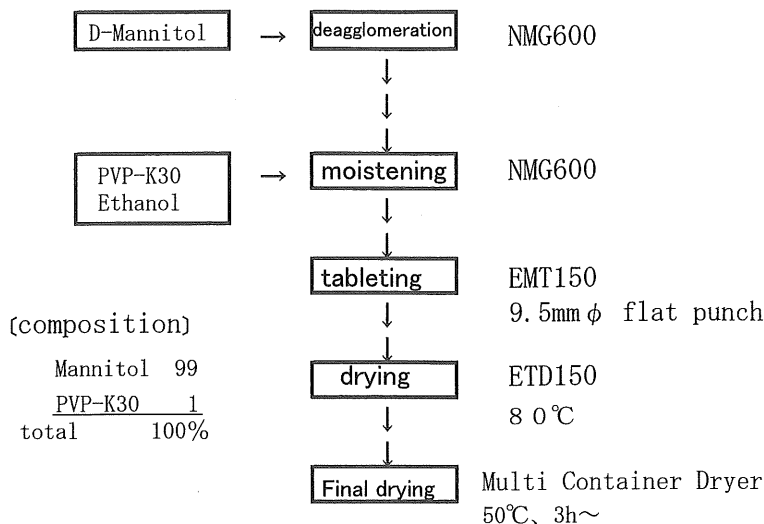 D-Mannitol → deagglomeration NMG600
↓
↓
↓
PVP-K30
Ethanol
→ moistening NMG600
↓
↓
tableting EMT150
9.5mmφ flat punch
↓
↓
drying ETD150
80℃
↓
↓
Final drying Multi Container Dryer
50℃、3h～
〔composition〕
Mannitol 99
PVP-K30 1
total 100%